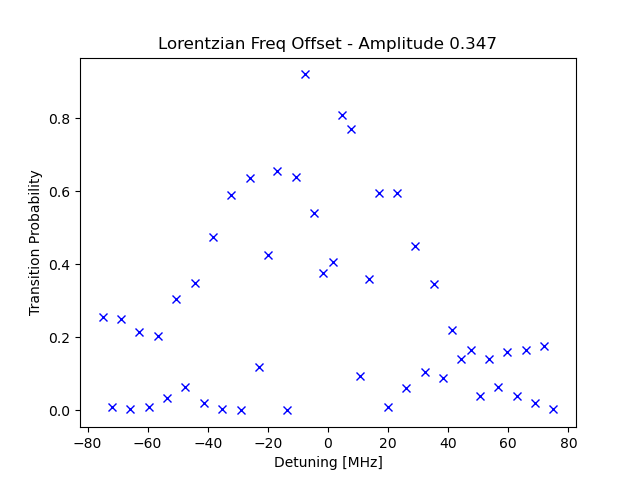 Lorentzian Freq Offset - Amplitude 0.347
Transition Probability
0.8
0.6
0.4
0.2
0.0
−80 −60 −40 −20 0 20 40 60 80
Detuning [MHz]